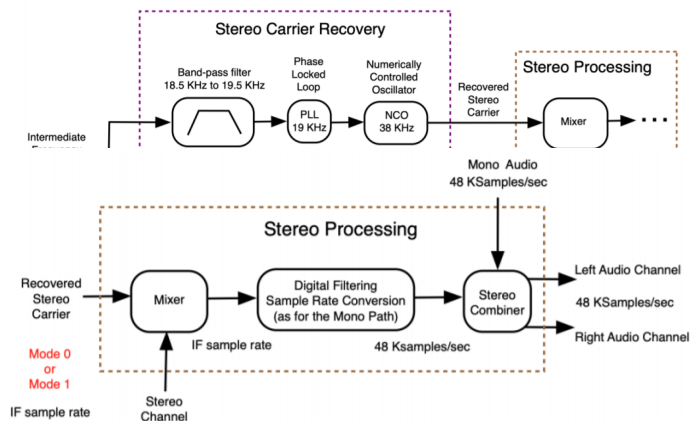 Stereo Carrier Recovery
Stereo Processing
Band-pass filter
18.5 KHz to 19.5 KHz
Phase
Locked
Loop
Numerically
Controlled
Oscillator
Recovered
Stereo
Carrier
PLL
19 KHz
NCO
38 KHz
Mixer
Intermediate
Mono Audio
48 KSamples/sec
Stereo Processing
Recovered
Stereo
Carrier
Mixer
Digital Filtering
Sample Rate Conversion
(as for the Mono Path)
Stereo
Combiner
Left Audio Channel
48 KSamples/sec
Right Audio Channel
IF sample rate
48 Ksamples/sec
Mode 0
or
Mode 1
IF sample rate
Stereo
Channel